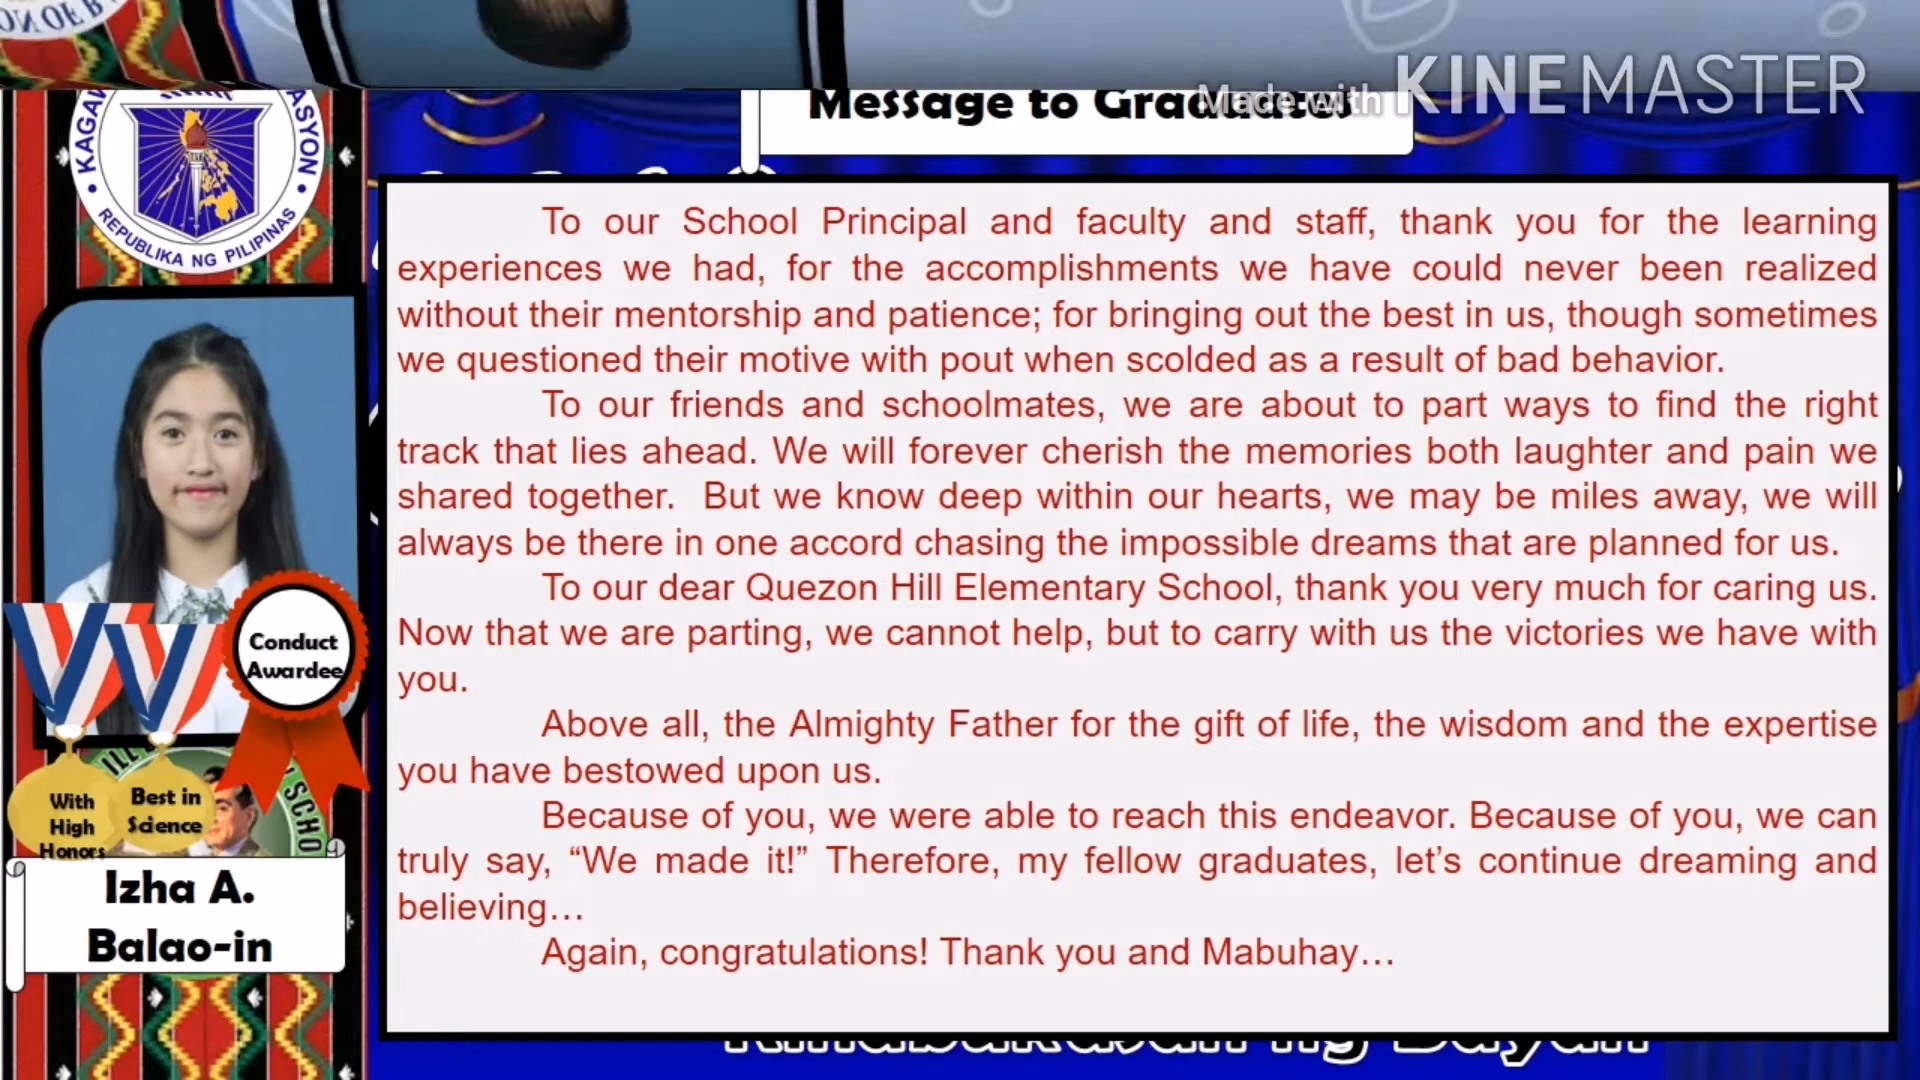 Made with KINEMASTER
Message to Graduates
KAGAW
ASYON
REPUBLIKA NG PILIPINAS
To our School Principal and faculty and staff, thank you for the learning
experiences we had, for the accomplishments we have could never been realized
without their mentorship and patience; for bringing out the best in us, though sometimes
we questioned their motive with pout when scolded as a result of bad behavior.
To our friends and schoolmates, we are about to part ways to find the right
track that lies ahead. We will forever cherish the memories both laughter and pain we
shared together. But we know deep within our hearts, we may be miles away, we will
always be there in one accord chasing the impossible dreams that are planned for us.
To our dear Quezon Hill Elementary School, thank you very much for caring us.
Now that we are parting, we cannot help, but to carry with us the victories we have with
you.
Above all, the Almighty Father for the gift of life, the wisdom and the expertise
you have bestowed upon us.
Because of you, we were able to reach this endeavor. Because of you, we can
truly say, “We made it!” Therefore, my fellow graduates, let’s continue dreaming and
believing…
Again, congratulations! Thank you and Mabuhay…
Conduct
Awardee
With
High
Honors
Best in
Science
SCHO
Izha A.
Balao-in
ng Bayan